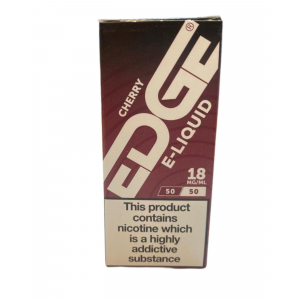 CHERRY
EDGE®
E-LIQUID
18
MG/ML
50 50
This product
contains
nicotine which
is a highly
addictive
substance